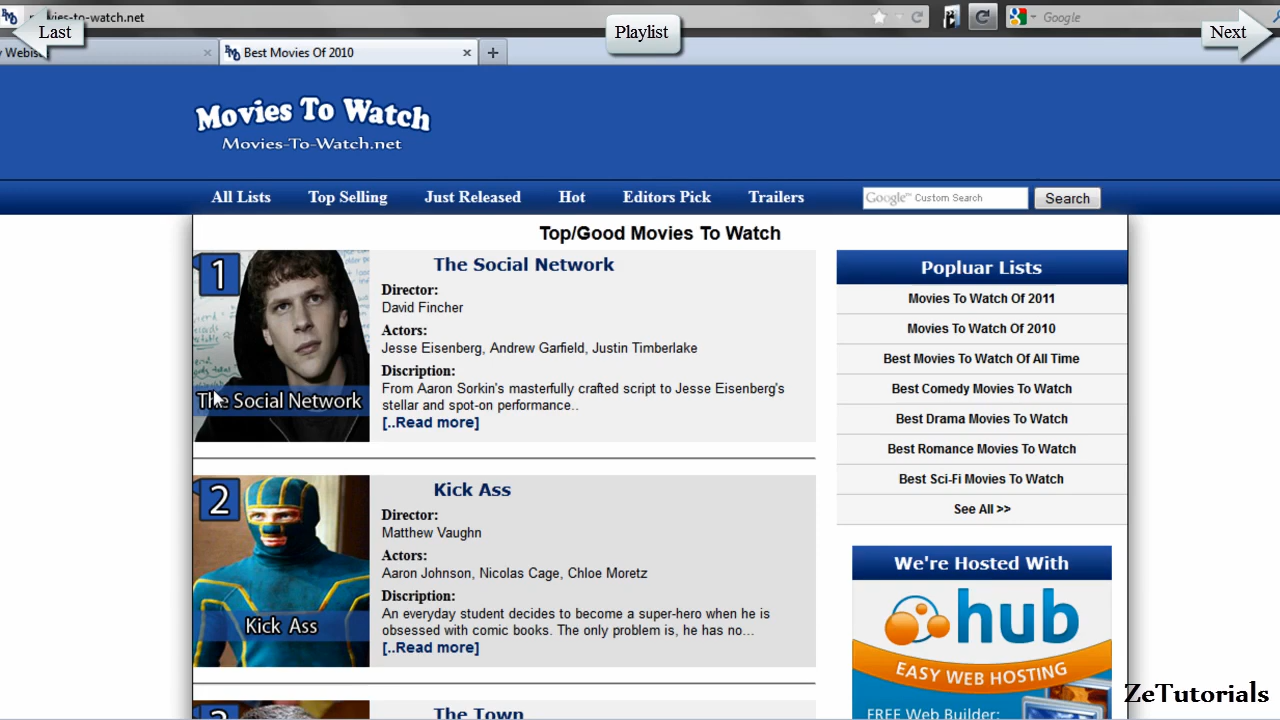 movies-to-watch.net
Google
Last
Playlist
Next
Best Movies Of 2010
Movies To Watch
Movies-To-Watch.net
All Lists
Top Selling
Just Released
Hot
Editors Pick
Trailers
Google™ Custom Search
Search
Top/Good Movies To Watch
1
The Social Network
The Social Network
Director:
David Fincher
Actors:
Jesse Eisenberg, Andrew Garfield, Justin Timberlake
Discription:
From Aaron Sorkin's masterfully crafted script to Jesse Eisenberg's
stellar and spot-on performance..
[..Read more]
2
Kick Ass
Kick Ass
Director:
Matthew Vaughn
Actors:
Aaron Johnson, Nicolas Cage, Chloe Moretz
Discription:
An everyday student decides to become a super-hero when he is
obsessed with comic books. The only problem is, he has no...
[..Read more]
The Town
Popluar Lists
Movies To Watch Of 2011
Movies To Watch Of 2010
Best Movies To Watch Of All Time
Best Comedy Movies To Watch
Best Drama Movies To Watch
Best Romance Movies To Watch
Best Sci-Fi Movies To Watch
See All >>
We're Hosted With
hub
EASY WEB HOSTING
FREE Web Builder:
ZeTutorials